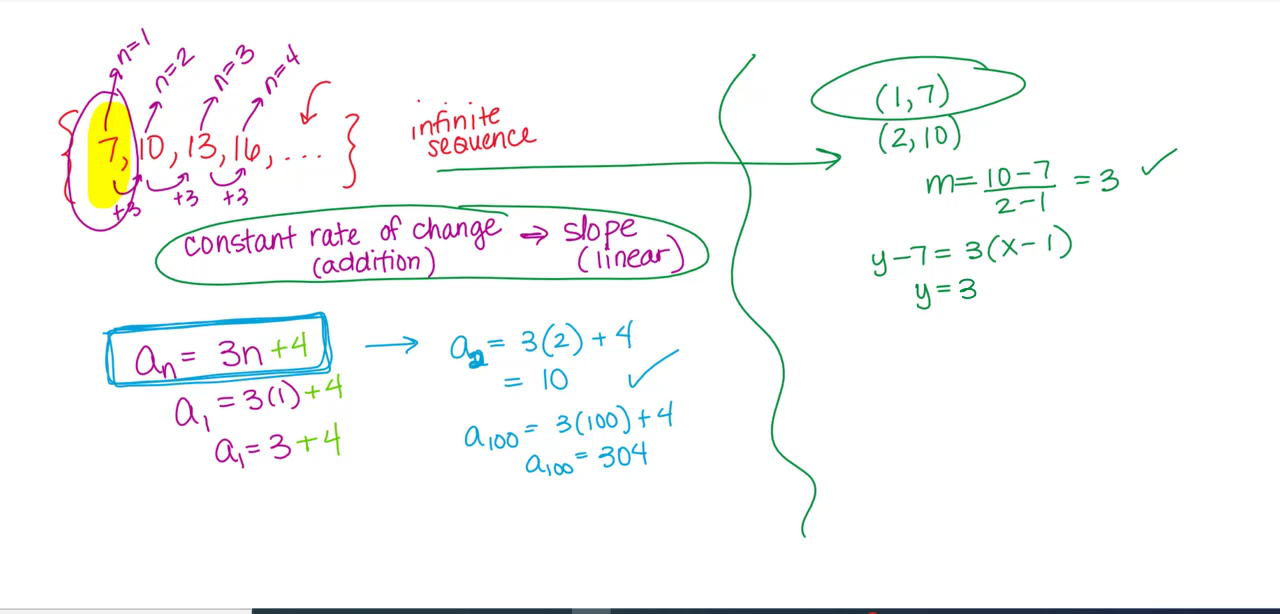 n=1
n=2
n=3
n=4
{7, 10, 13, 16, ...}
+3
+3
+3
infinite
sequence
constant rate of change → slope
(addition) (linear)
aₙ = 3n+4
a₁ = 3(1)+4
a₁ = 3+4
a₂ = 3(2)+4
= 10 ✓
a₁₀₀ = 3(100)+4
a₁₀₀ = 304
(1,7)
(2,10)
m = 10-7 / 2-1 = 3 ✓
y-7 = 3(x-1)
y = 3